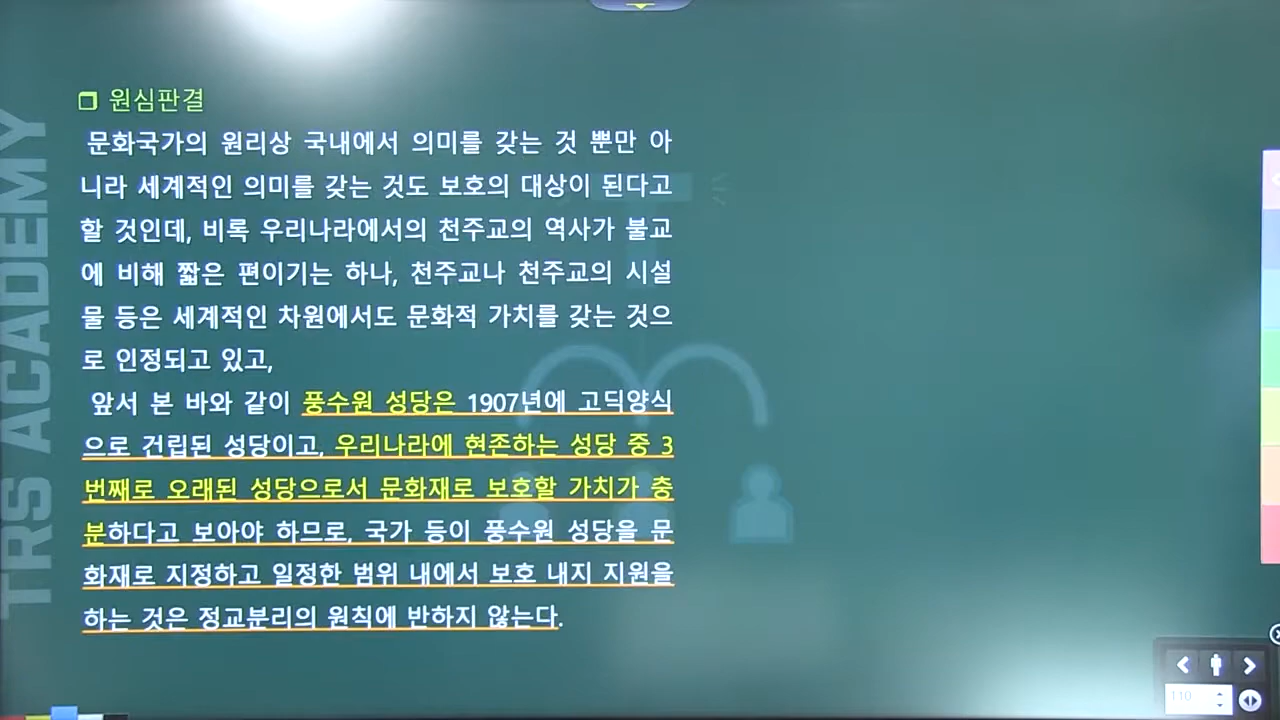 원심판결
문화국가의 원리상 국내에서 의미를 갖는 것 뿐만 아
니라 세계적인 의미를 갖는 것도 보호의 대상이 된다고
할 것인데, 비록 우리나라에서의 천주교의 역사가 불교
에 비해 짧은 편이기는 하나, 천주교나 천주교의 시설
물 등은 세계적인 차원에서도 문화적 가치를 갖는 것으
로 인정되고 있고,
앞서 본 바와 같이 풍수원 성당은 1907년에 고딕양식
으로 건립된 성당이고, 우리나라에 현존하는 성당 중 3
번째로 오래된 성당으로서 문화재로 보호할 가치가 충
분하다고 보아야 하므로, 국가 등이 풍수원 성당을 문
화재로 지정하고 일정한 범위 내에서 보호 내지 지원을
하는 것은 정교분리의 원칙에 반하지 않는다.
TRS ACADEMY
110